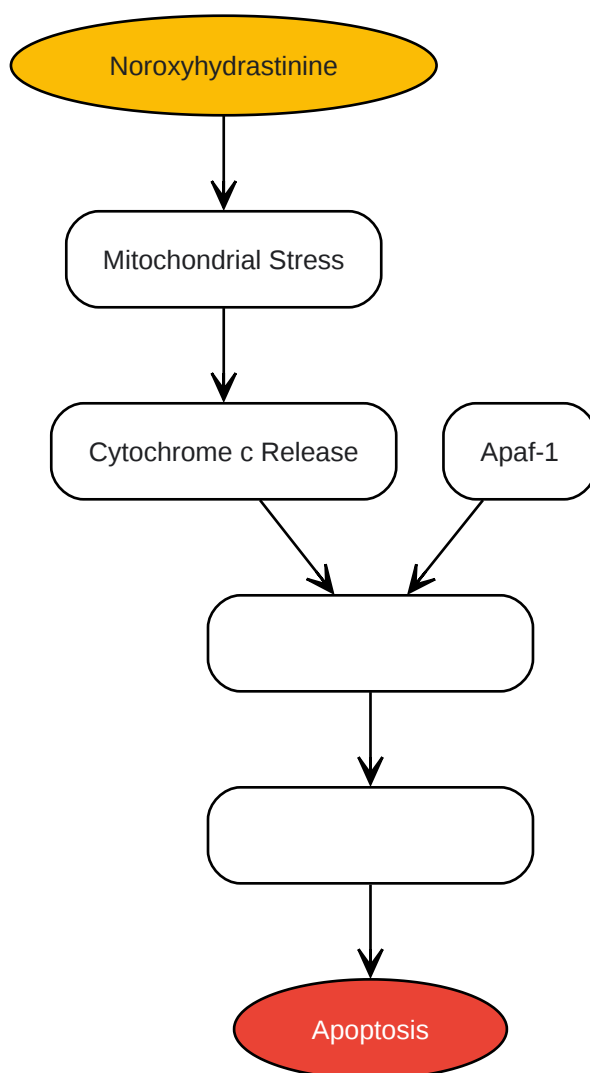 Noroxyhydrastinine
Mitochondrial Stress
Cytochrome c Release
Apaf-1
Apoptosis